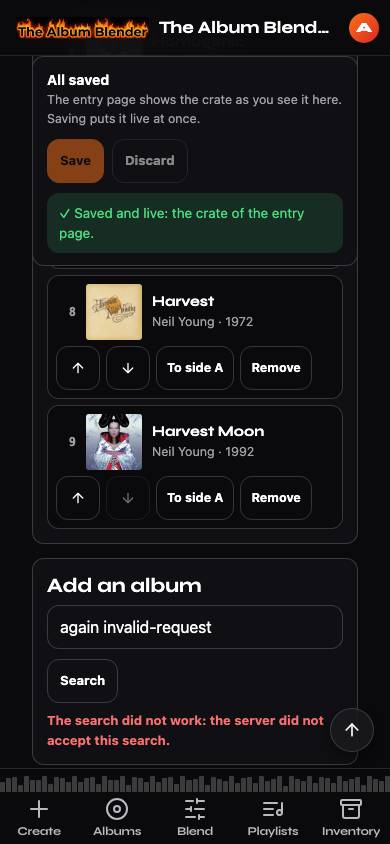 The Album Blender
The Album Blend...
All saved
The entry page shows the crate as you see it here.
Saving puts it live at once.
Save
Discard
✓ Saved and live: the crate of the entry
page.
8
Harvest
Neil Young · 1972
↑
↓
To side A
Remove
9
Harvest Moon
Neil Young · 1992
↑
↓
To side A
Remove
Add an album
again invalid-request
Search
The search did not work: the server did not
accept this search.
↑
Create
Albums
Blend
Playlists
Inventory